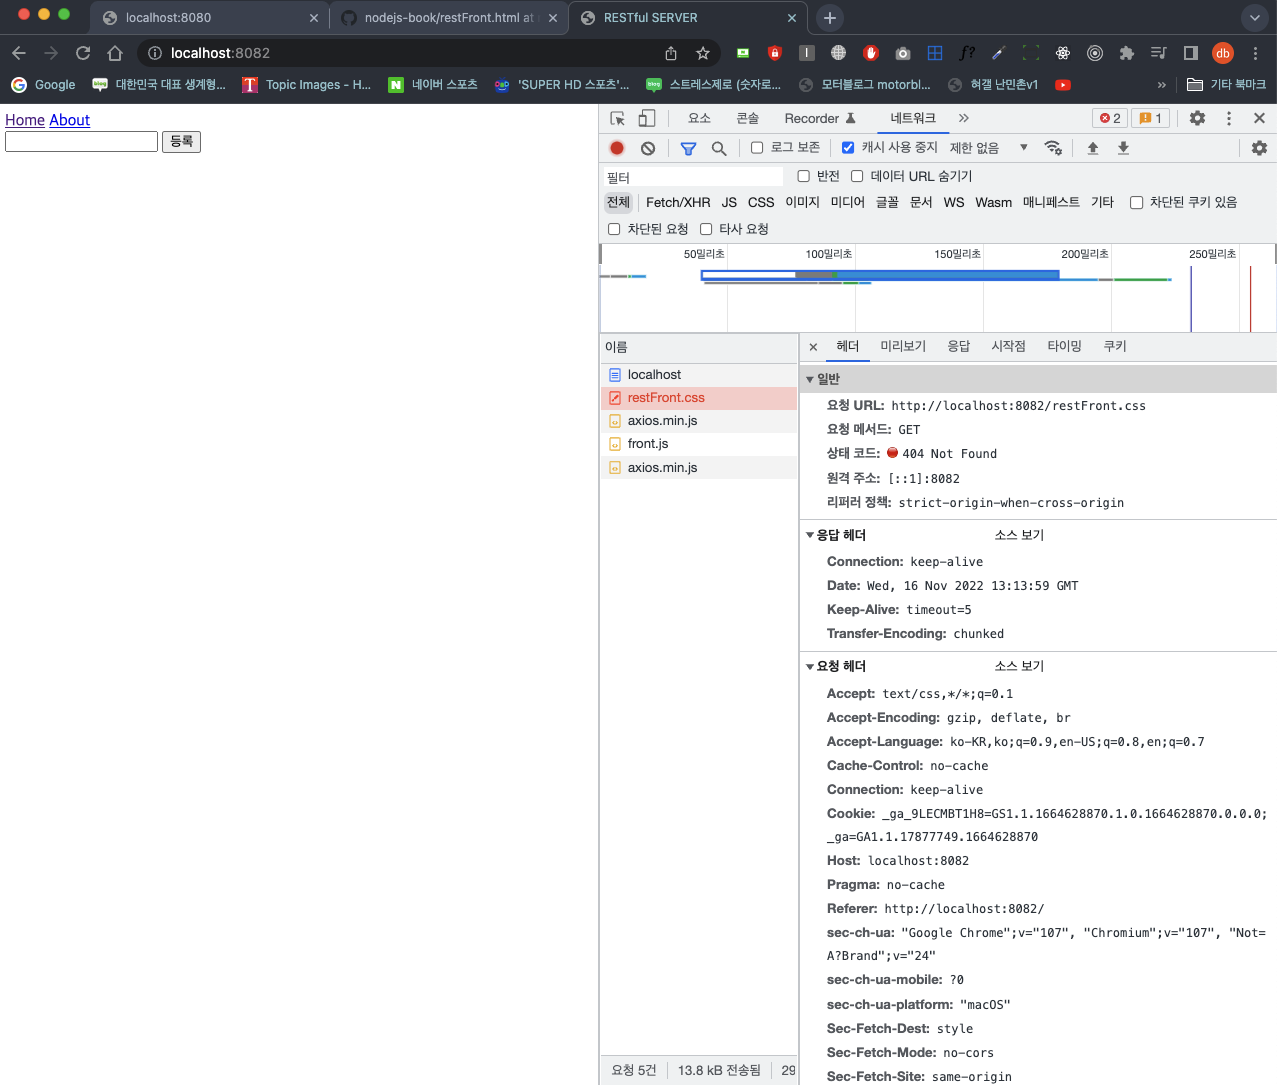 localhost:8080
nodejs-book/restFront.html at
RESTful SERVER
localhost:8082
db
Google
대한민국 대표 생계형...
Topic Images - H...
네이버 스포츠
'SUPER HD 스포츠'...
스트레스제로 (숫자로...
모터블로그 motorbl...
혀갤 난민촌v1
»
기타 북마크
Home About
등록
요소
콘솔
Recorder
네트워크
2
1
로그 보존
캐시 사용 중지
제한 없음
필터
반전
데이터 URL 숨기기
전체
Fetch/XHR
JS
CSS
이미지
미디어
글꼴
문서
WS
Wasm
매니페스트
기타
차단된 쿠키 있음
차단된 요청
타사 요청
50밀리초
100밀리초
150밀리초
200밀리초
250밀리초
이름
localhost
restFront.css
axios.min.js
front.js
axios.min.js
헤더
미리보기
응답
시작점
타이밍
쿠키
일반
요청 URL: http://localhost:8082/restFront.css
요청 메서드: GET
상태 코드: 404 Not Found
원격 주소: [::1]:8082
리퍼러 정책: strict-origin-when-cross-origin
응답 헤더
소스 보기
Connection: keep-alive
Date: Wed, 16 Nov 2022 13:13:59 GMT
Keep-Alive: timeout=5
Transfer-Encoding: chunked
요청 헤더
소스 보기
Accept: text/css,*/*;q=0.1
Accept-Encoding: gzip, deflate, br
Accept-Language: ko-KR,ko;q=0.9,en-US;q=0.8,en;q=0.7
Cache-Control: no-cache
Connection: keep-alive
Cookie: _ga_9LECMBT1H8=GS1.1.1664628870.1.0.1664628870.0.0.0;
_ga=GA1.1.17877749.1664628870
Host: localhost:8082
Pragma: no-cache
Referer: http://localhost:8082/
sec-ch-ua: "Google Chrome";v="107", "Chromium";v="107", "Not=
A?Brand";v="24"
sec-ch-ua-mobile: ?0
sec-ch-ua-platform: "macOS"
Sec-Fetch-Dest: style
Sec-Fetch-Mode: no-cors
Sec-Fetch-Site: same-origin
요청 5건
13.8 kB 전송됨
29